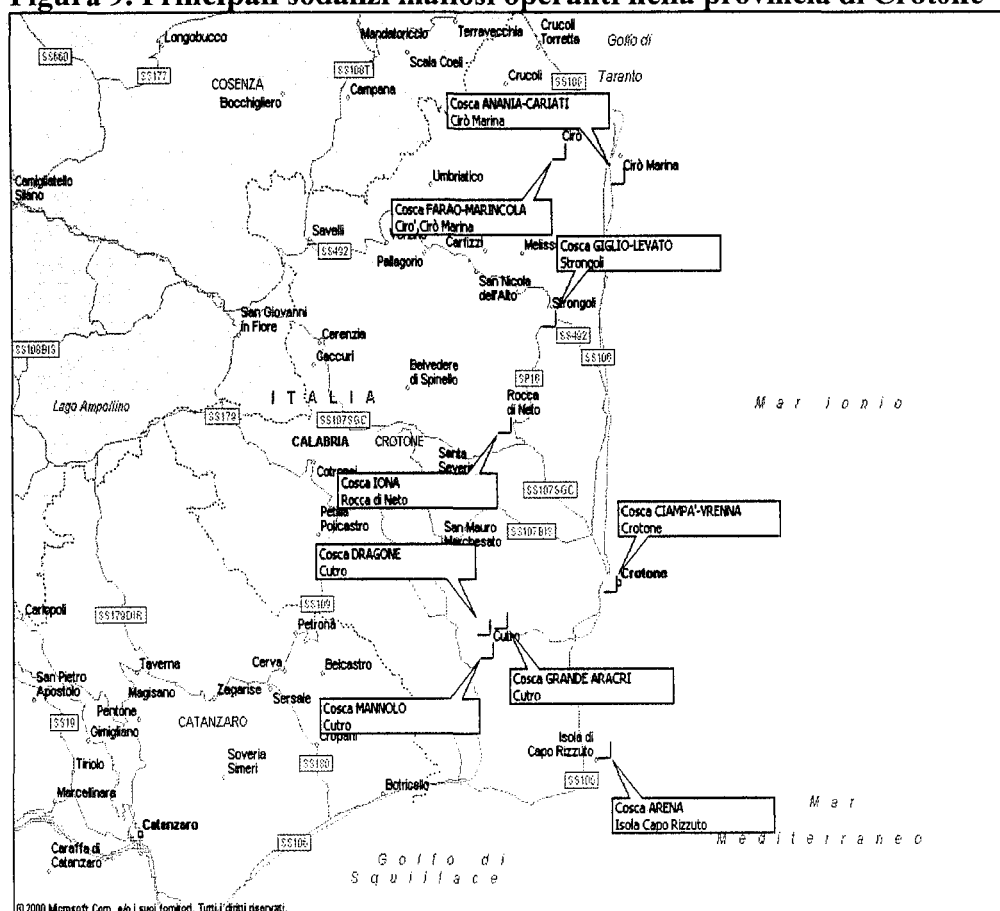 Figura 9. Principali sodalizi mafiosi operanti nella provincia di Crotone
Longobucco
Mandatoriccio
Terravecchia
Crucoli
Torretta
Golfo di
Taranto
SS660
SS177
SS108T
Scala Coeli
Crucoli
SS106
COSENZA
Bocchigliero
Campana
Cosca ANANIA-CARIATI
Cirò Marina
Cirò
Cirò Marina
Camigliatello
Silano
Umbriatico
Cosca FARAO-MARINCOLA
Ciro', Cirò Marina
Savelli
SS492
Pallagorio
Carfizzi
Meliss
Cosca GIGLIO-LEVATO
Strongoli
San Nicola
dell'Alto
Strongoli
SS492
SS106
San Giovanni
in Fiore
Cerenzia
Caccuri
SS108BIS
Belvedere
di Spinello
SP16
Rocca
di Neto
ITALIA
Mar Ionio
Lago Ampollino
SS179
SS107SGC
CALABRIA
CROTONE
Santa
Severi
Cotronei
Cosca IONA
Rocca di Neto
SS107SGC
Petilia
Policastro
San Mauro
Marchesato
SS107BIS
Cosca CIAMPA'-VRENNA
Crotone
Crotone
Cosca DRAGONE
Cutro
Carlopoli
SS179DIR
SS109
Petronà
Cutro
Taverna
Cerva
Belcastro
San Pietro
Apostolo
Magisano
Zagarise
Sersale
Cosca GRANDE ARACRI
Cutro
Pentone
SS19
Gimigliano
CATANZARO
Cosca MANNOLO
Cutro
Cropani
Isola di
Capo Rizzuto
Tiriolo
Soveria
Simeri
SS180
SS106
Marcellinara
Botricello
Cosca ARENA
Isola Capo Rizzuto
Mar
Mediterraneo
Catanzaro
SS106
Caraffa di
Catanzaro
Golfo di
Squillace
© 2000 Microsoft Corp. e/o i suoi fornitori. Tutti i diritti riservati.